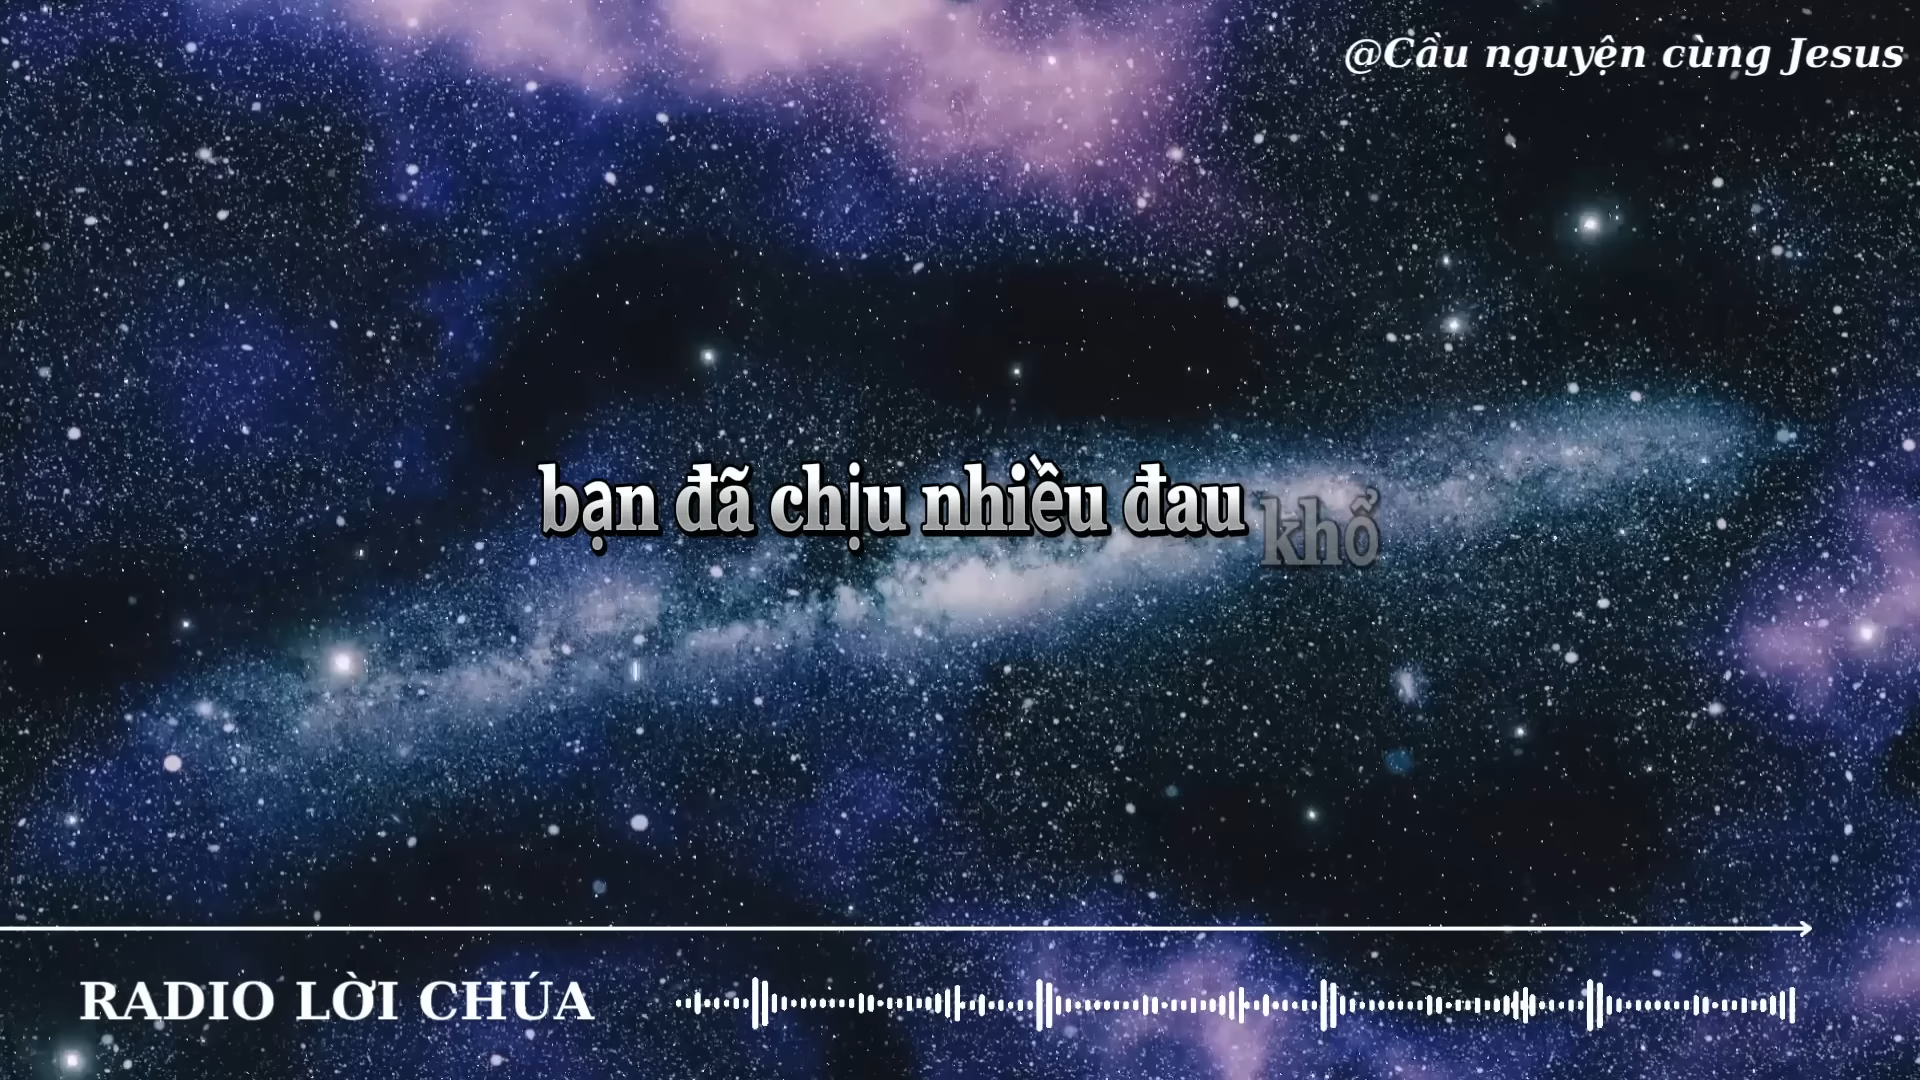 @Cầu nguyện cùng Jesus
bạn đã chịu nhiều đau khổ
RADIO LỜI CHÚA